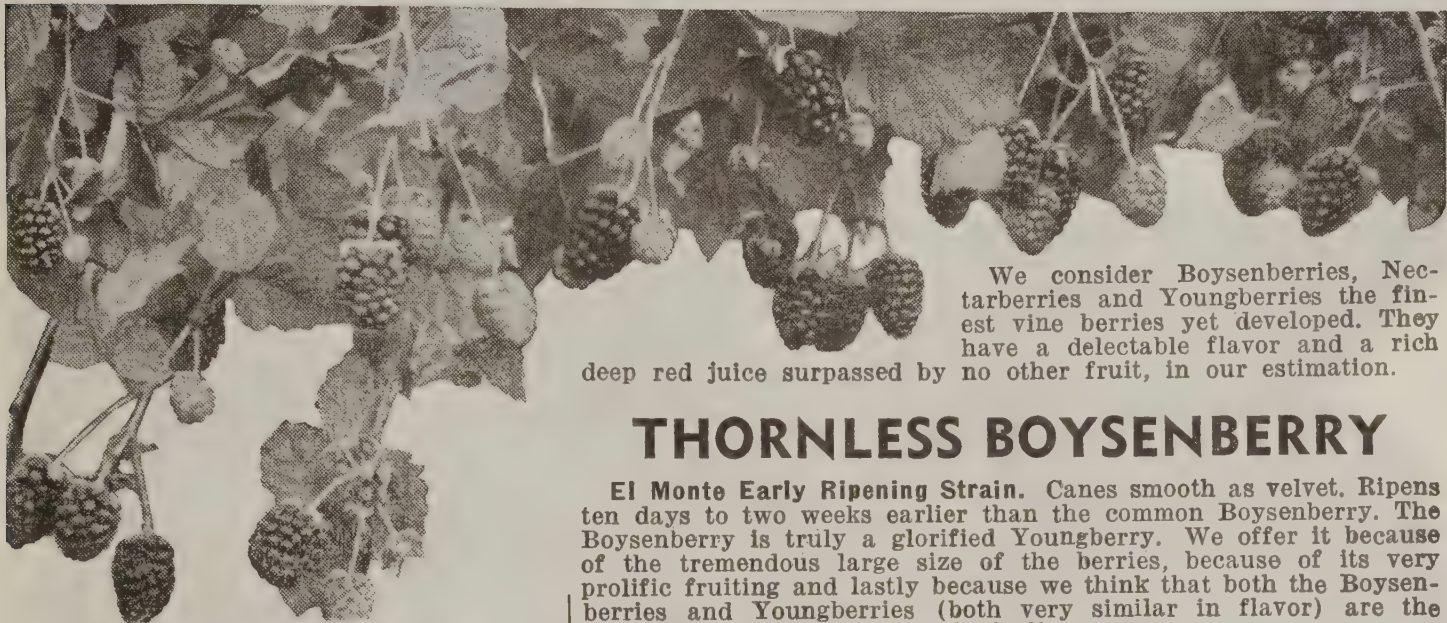 We consider Boysenberries, Nec-
tarberries and Youngberries the fin-
est vine berries yet developed. They
have a delectable flavor and a rich
deep red juice surpassed by no other fruit, in our estimation.
THORNLESS BOYSENBERRY
El Monte Early Ripening Strain. Canes smooth as velvet. Ripens
ten days to two weeks earlier than the common Boysenberry. The
Boysenberry is truly a glorified Youngberry. We offer it because
of the tremendous large size of the berries, because of its very
prolific fruiting and lastly because we think that both the Boysen-
berries and Youngberries (both very similar in flavor) are the